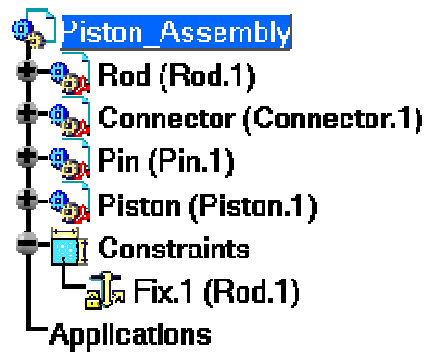 Piston_Assembly
Rod (Rod.1)
Connector (Connector.1)
Pin (Pin.1)
Piston (Piston.1)
Constraints
Fix.1 (Rod.1)
Applications